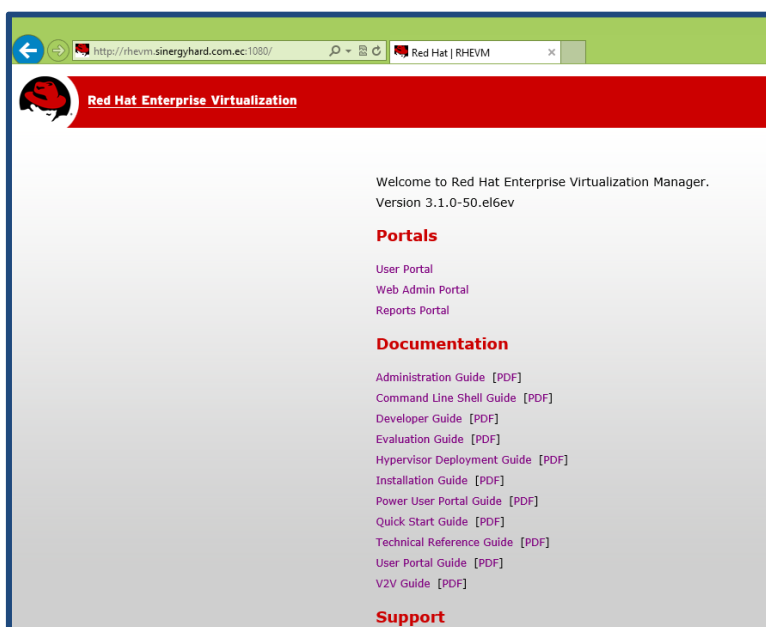 http://rhevm.sinergyhard.com.ec:1080/
Red Hat | RHEVM
Red Hat Enterprise Virtualization
Welcome to Red Hat Enterprise Virtualization Manager.
Version 3.1.0-50.el6ev
Portals
User Portal
Web Admin Portal
Reports Portal
Documentation
Administration Guide [PDF]
Command Line Shell Guide [PDF]
Developer Guide [PDF]
Evaluation Guide [PDF]
Hypervisor Deployment Guide [PDF]
Installation Guide [PDF]
Power User Portal Guide [PDF]
Quick Start Guide [PDF]
Technical Reference Guide [PDF]
User Portal Guide [PDF]
V2V Guide [PDF]
Support